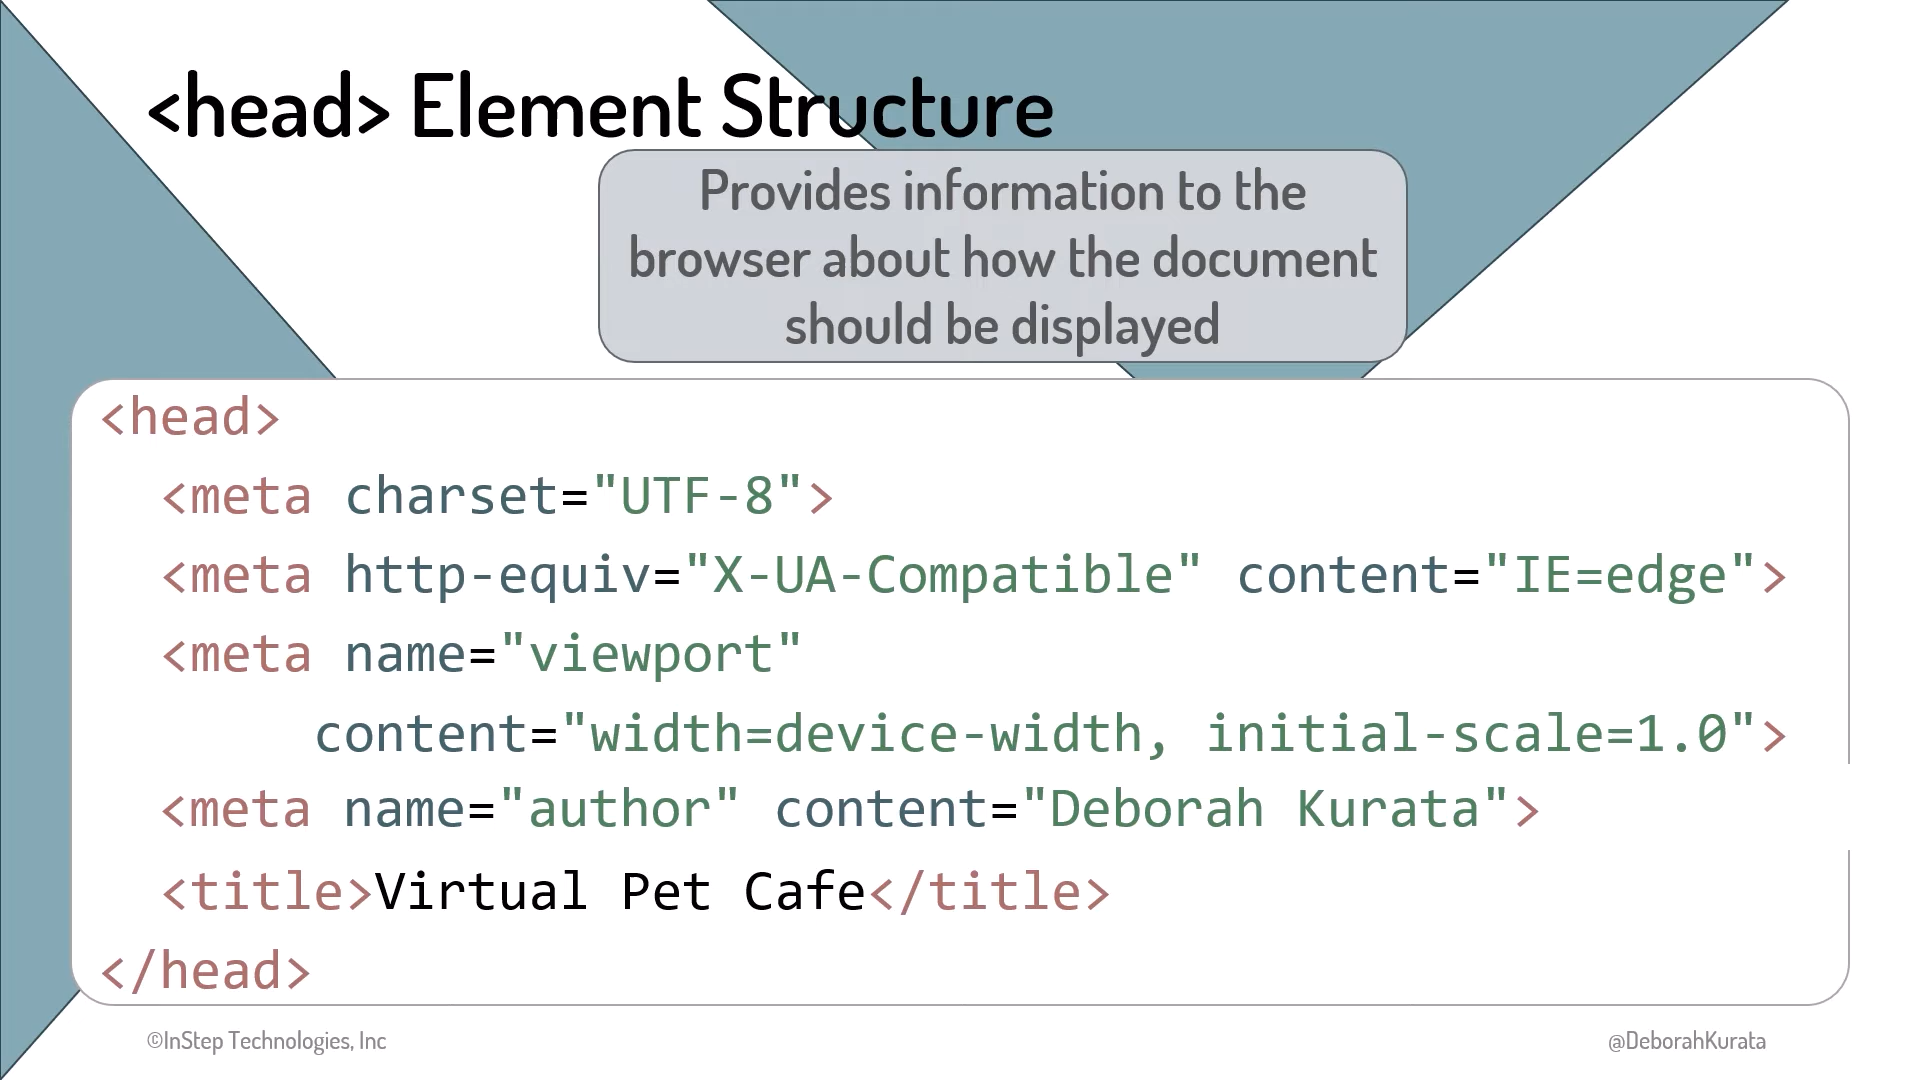 <head> Element Structure
Provides information to the
browser about how the document
should be displayed
<head>
<meta charset="UTF-8">
<meta http-equiv="X-UA-Compatible" content="IE=edge">
<meta name="viewport"
content="width=device-width, initial-scale=1.0">
<meta name="author" content="Deborah Kurata">
<title>Virtual Pet Cafe</title>
</head>
©InStep Technologies, Inc
@DeborahKurata